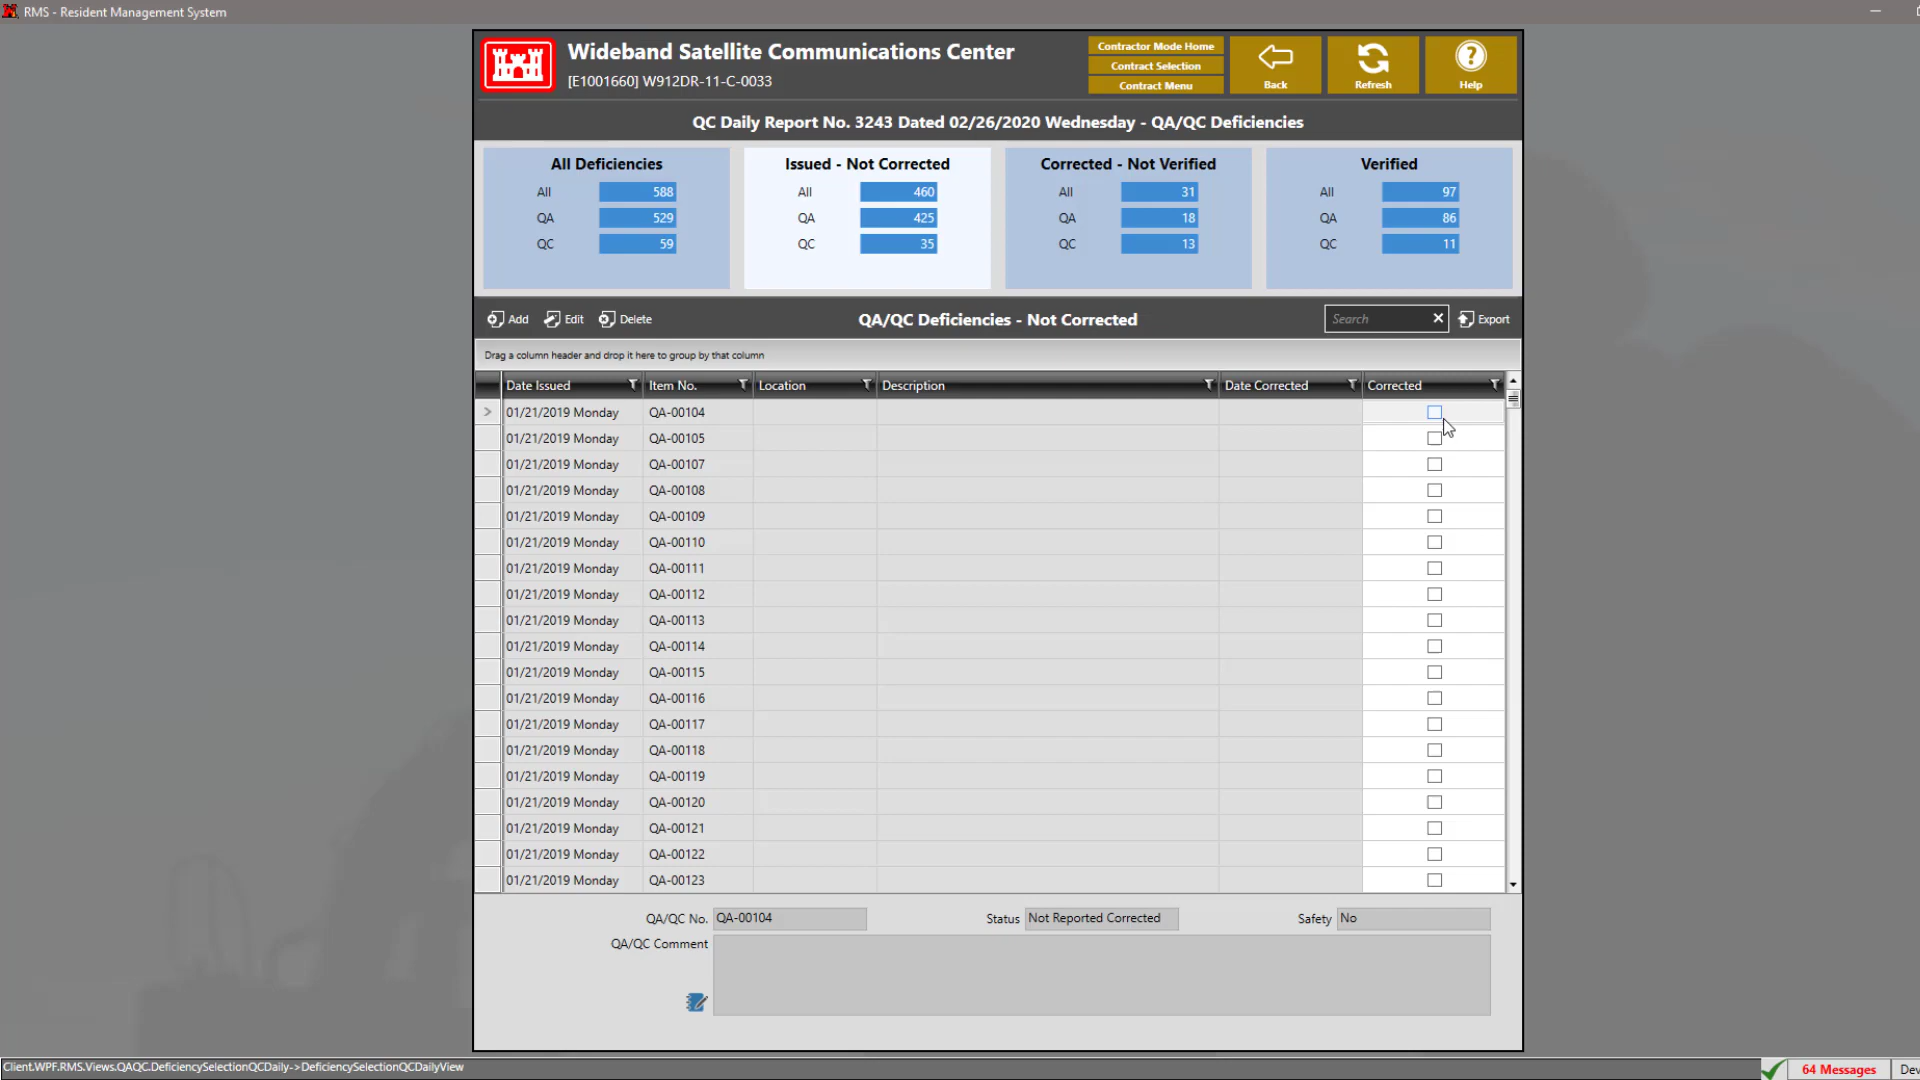 RMS - Resident Management System
Wideband Satellite Communications Center
[E1001660] W912DR-11-C-0033
Contractor Mode Home
Contract Selection
Contract Menu
Back
Refresh
Help
QC Daily Report No. 3243 Dated 02/26/2020 Wednesday - QA/QC Deficiencies
All Deficiencies
All 588
QA 529
QC 59
Issued - Not Corrected
All 460
QA 425
QC 35
Corrected - Not Verified
All 31
QA 18
QC 13
Verified
All 97
QA 86
QC 11
Add Edit Delete
QA/QC Deficiencies - Not Corrected
Search
Export
Drag a column header and drop it here to group by that column
Date Issued Item No. Location Description Date Corrected Corrected
01/21/2019 Monday QA-00104
01/21/2019 Monday QA-00105
01/21/2019 Monday QA-00107
01/21/2019 Monday QA-00108
01/21/2019 Monday QA-00109
01/21/2019 Monday QA-00110
01/21/2019 Monday QA-00111
01/21/2019 Monday QA-00112
01/21/2019 Monday QA-00113
01/21/2019 Monday QA-00114
01/21/2019 Monday QA-00115
01/21/2019 Monday QA-00116
01/21/2019 Monday QA-00117
01/21/2019 Monday QA-00118
01/21/2019 Monday QA-00119
01/21/2019 Monday QA-00120
01/21/2019 Monday QA-00121
01/21/2019 Monday QA-00122
01/21/2019 Monday QA-00123
QA/QC No. QA-00104 Status Not Reported Corrected Safety No
QA/QC Comment
Client.WPF.RMS.Views.QAQC.DeficiencySelectionQCDaily->DeficiencySelectionQCDailyView
64 Messages
Dev